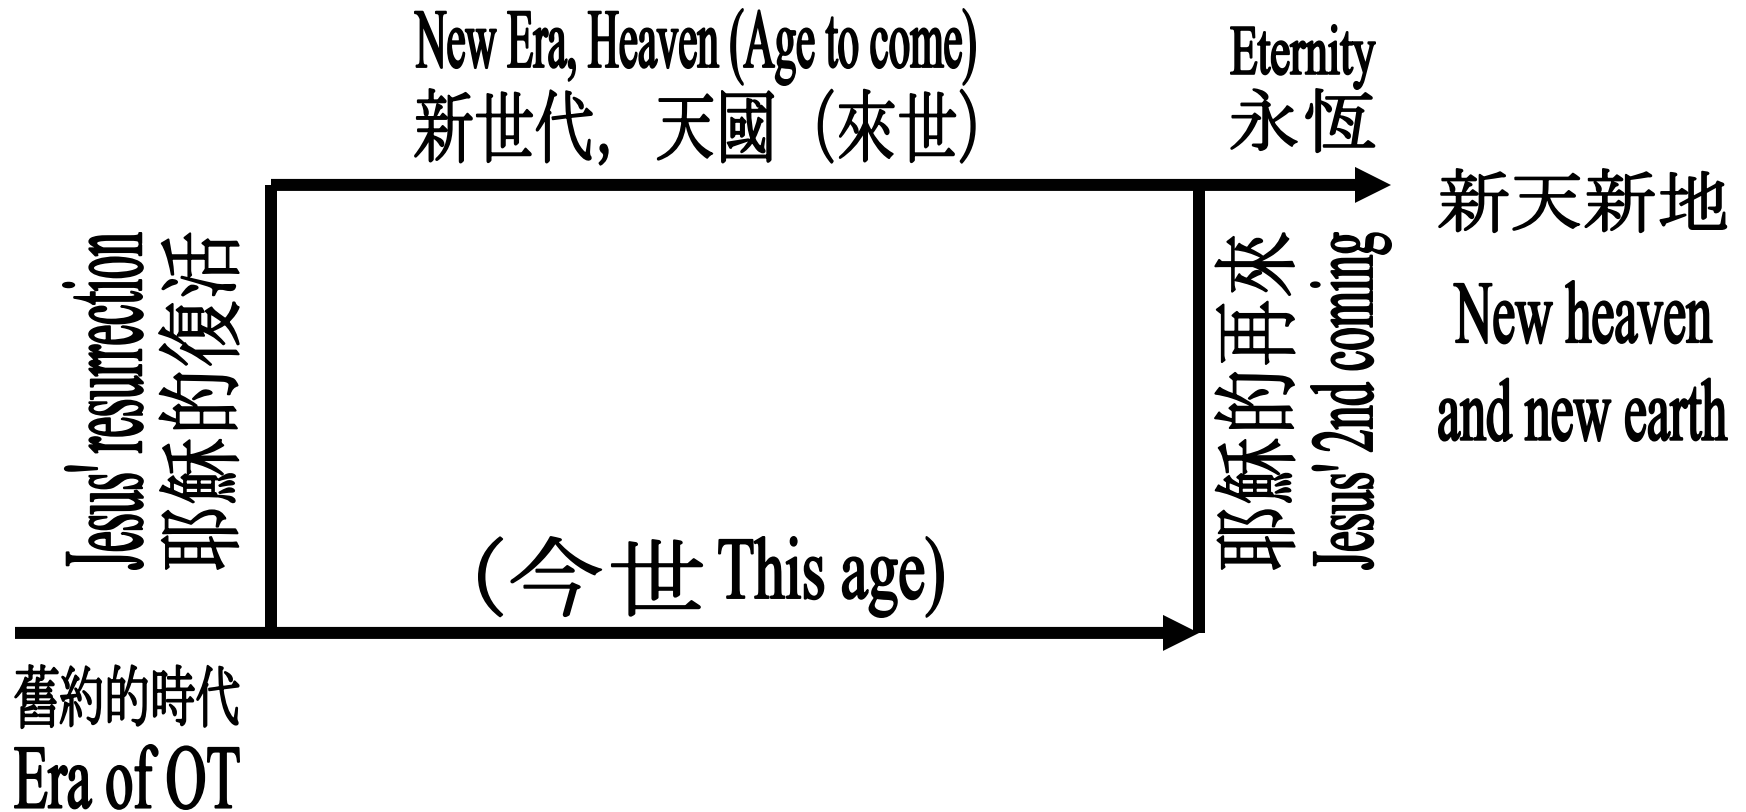 New Era, Heaven (Age to come)
新世代，天國（來世）
Eternity
永恆
Jesus' resurrection
耶穌的復活
耶穌的再來
Jesus' 2nd coming
新天新地
New heaven
and new earth
（今世 This age)
舊約的時代
Era of OT